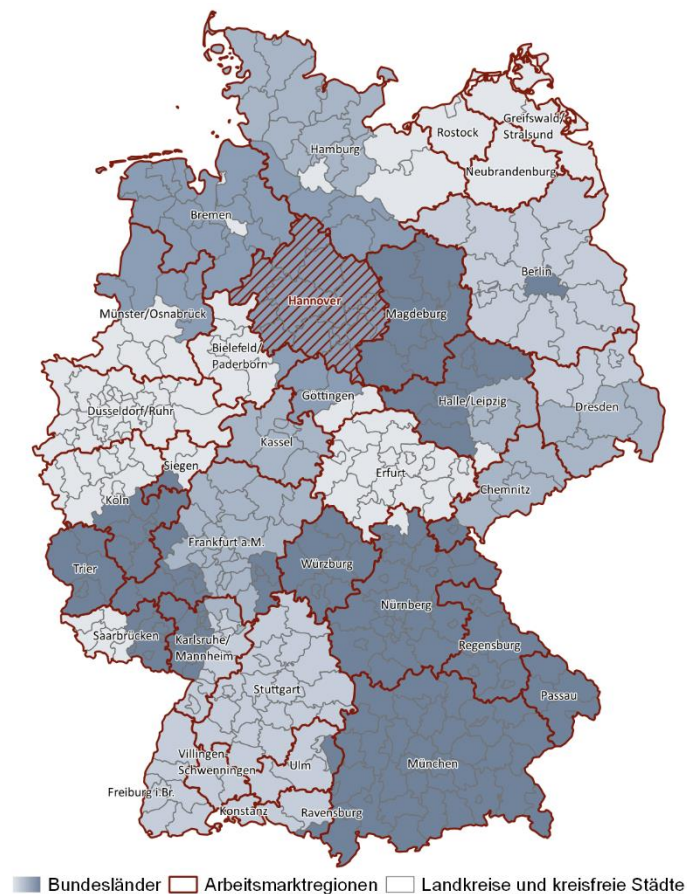 Greifswald/
Stralsund
Rostock
Hamburg
Neubrandenburg
Bremen
Berlin
Hannover
Magdeburg
Münster/Osnabrück
Bielefeld/
Paderborn
Göttingen
Halle/Leipzig
Dresden
Düsseldorf/Ruhr
Kassel
Siegen
Erfurt
Köln
Chemnitz
Frankfurt a.M.
Trier
Würzburg
Nürnberg
Saarbrücken
Karlsruhe/
Mannheim
Regensburg
Stuttgart
Passau
Villingen-
Schwenningen
Ulm
München
Freiburg i.Br.
Konstanz
Ravensburg
Bundesländer Arbeitsmarktregionen Landkreise und kreisfreie Städte